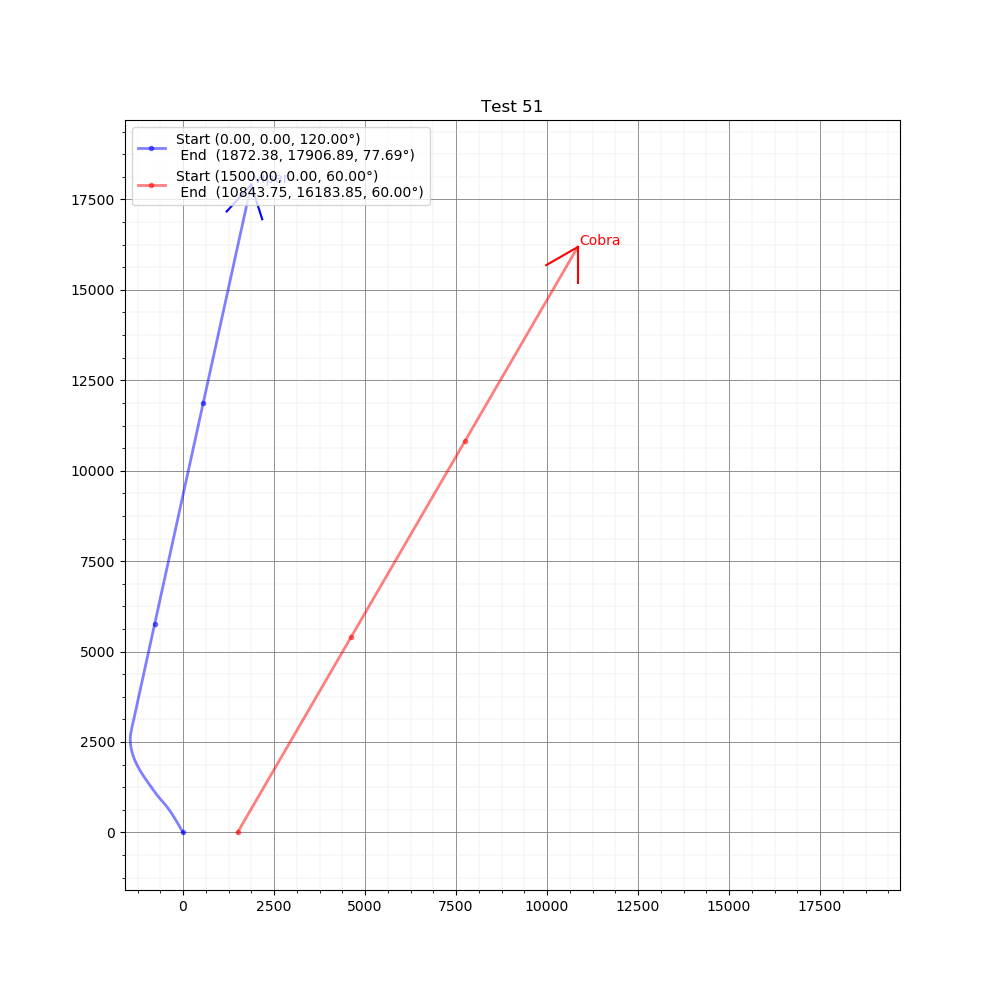 Test 51
Start (0.00, 0.00, 120.00°)
End (1872.38, 17906.89, 77.69°)
Start (1500.00, 0.00, 60.00°)
End (10843.75, 16183.85, 60.00°)
Cobra
17500
15000
12500
10000
7500
5000
2500
0
0 2500 5000 7500 10000 12500 15000 17500